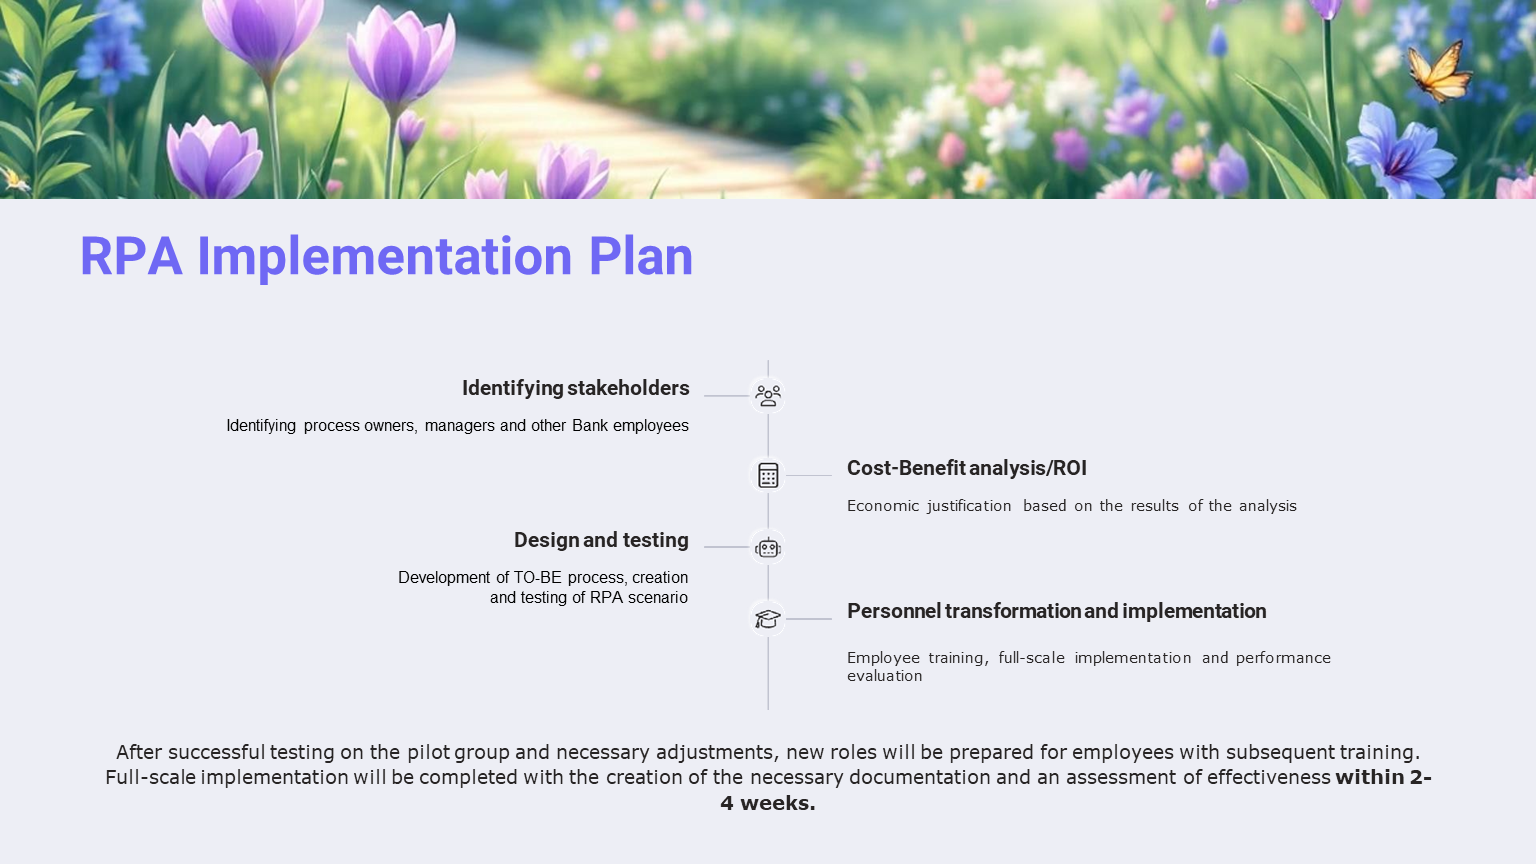 RPA Implementation Plan
Identifying stakeholders
Identifying process owners, managers and other Bank employees
Cost-Benefit analysis/ROI
Economic justification based on the results of the analysis
Design and testing
Development of TO-BE process, creation
and testing of RPA scenario
Personnel transformation and implementation
Employee training, full-scale implementation and performance
evaluation
After successful testing on the pilot group and necessary adjustments, new roles will be prepared for employees with subsequent training.
Full-scale implementation will be completed with the creation of the necessary documentation and an assessment of effectiveness within 2-
4 weeks.